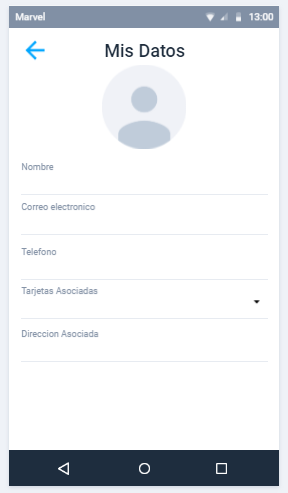 Marvel 13:00
Mis Datos
Nombre
Correo electronico
Telefono
Tarjetas Asociadas
Direccion Asociada